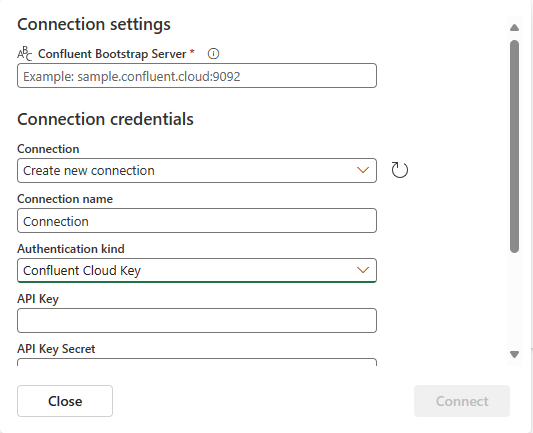 Connection settings
ABC Confluent Bootstrap Server *
Example: sample.confluent.cloud:9092
Connection credentials
Connection
Create new connection
Connection name
Connection
Authentication kind
Confluent Cloud Key
API Key
API Key Secret
Close
Connect